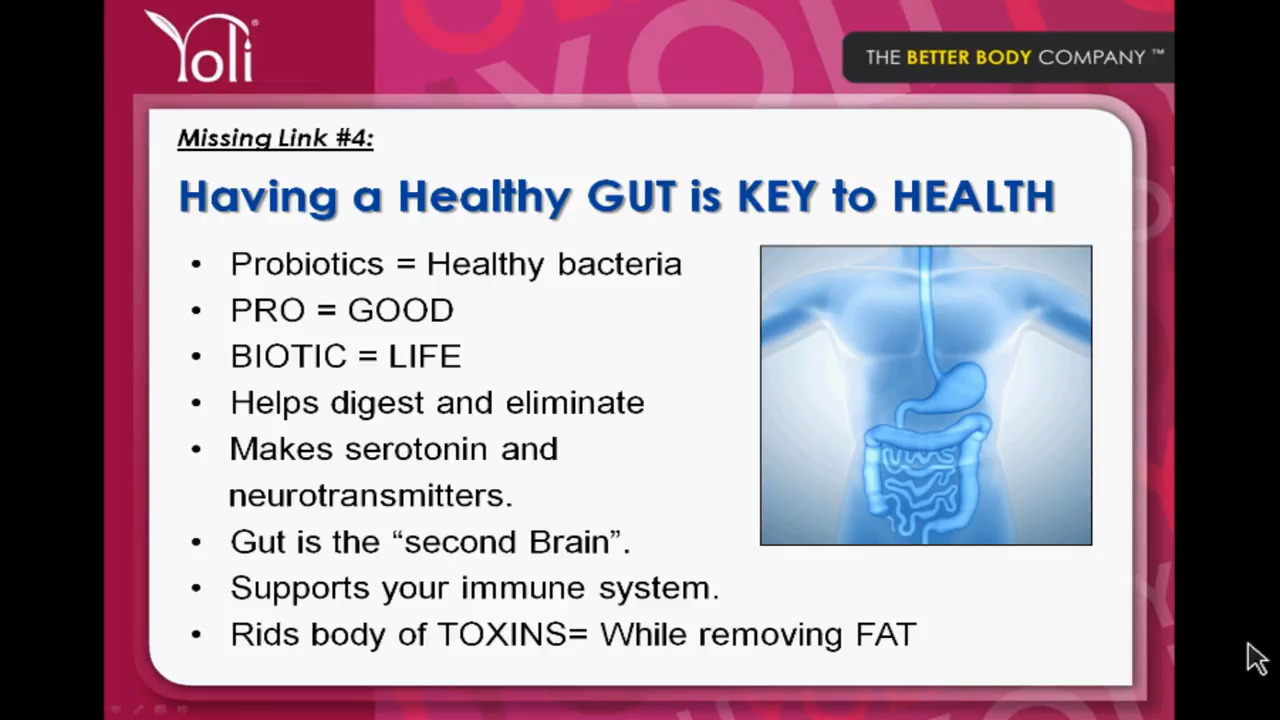 Yoli
THE BETTER BODY COMPANY ™
Missing Link #4:
Having a Healthy GUT is KEY to HEALTH
• Probiotics = Healthy bacteria
• PRO = GOOD
• BIOTIC = LIFE
• Helps digest and eliminate
• Makes serotonin and
neurotransmitters.
• Gut is the “second Brain”.
• Supports your immune system.
• Rids body of TOXINS= While removing FAT